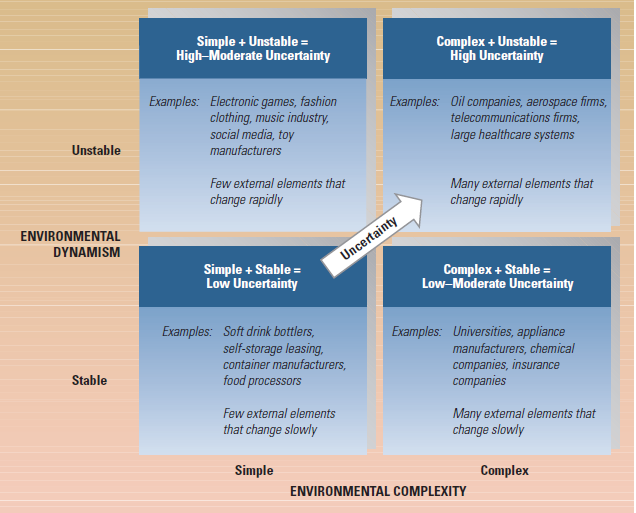 Simple + Unstable =
High–Moderate Uncertainty
Examples: Electronic games, fashion
clothing, music industry,
social media, toy
manufacturers
Few external elements that
change rapidly
Complex + Unstable =
High Uncertainty
Examples: Oil companies, aerospace firms,
telecommunications firms,
large healthcare systems
Many external elements that
change rapidly
Unstable
ENVIRONMENTAL
DYNAMISM
Uncertainty
Simple + Stable =
Low Uncertainty
Examples: Soft drink bottlers,
self-storage leasing,
container manufacturers,
food processors
Few external elements
that change slowly
Complex + Stable =
Low–Moderate Uncertainty
Examples: Universities, appliance
manufacturers, chemical
companies, insurance
companies
Many external elements that
change slowly
Stable
Simple
Complex
ENVIRONMENTAL COMPLEXITY